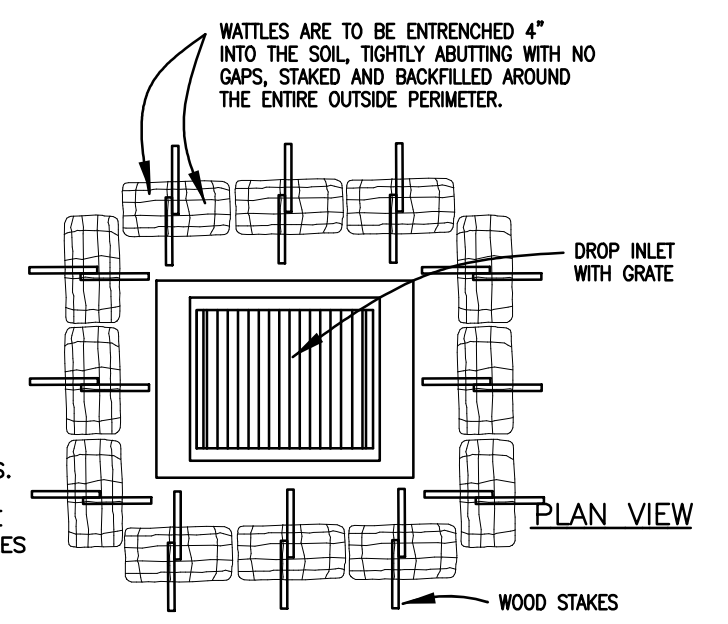 WATTLES ARE TO BE ENTRENCHED 4"
INTO THE SOIL, TIGHTLY ABUTTING WITH NO
GAPS, STAKED AND BACKFILLED AROUND
THE ENTIRE OUTSIDE PERIMETER.
DROP INLET
WITH GRATE
PLAN VIEW
WOOD STAKES